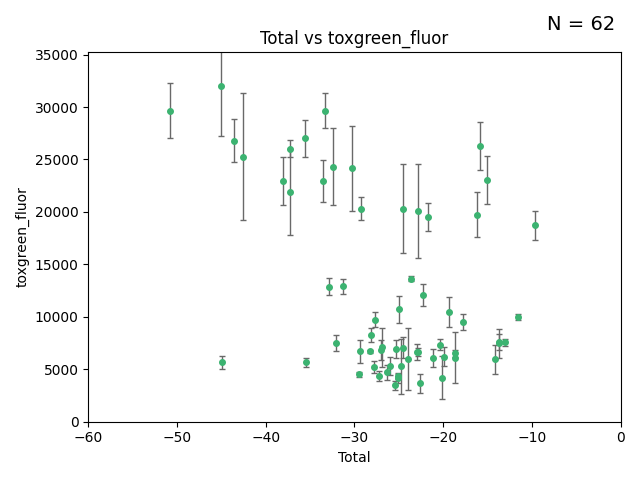 N = 62
Total vs toxgreen_fluor
35000
30000
25000
20000
15000
10000
5000
0
toxgreen_fluor
−60 −50 −40 −30 −20 −10 0
Total